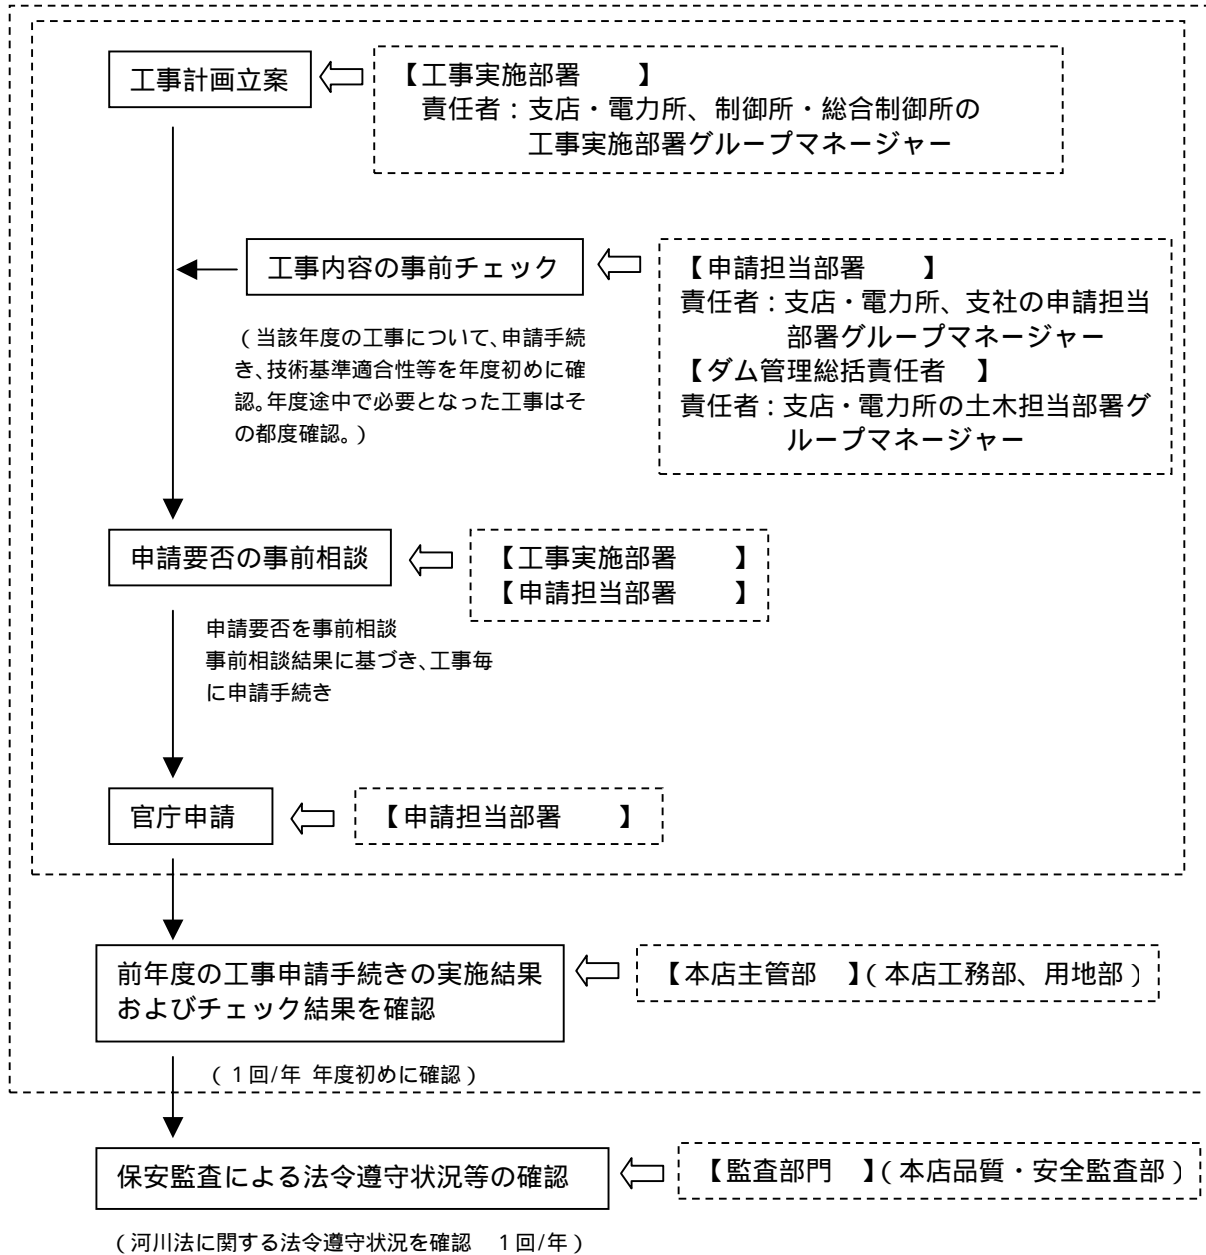 工事計画立案
【工事実施部署　　】
責任者：支店・電力所、制御所・総合制御所の
工事実施部署グループマネージャー
工事内容の事前チェック
（当該年度の工事について、申請手続
き、技術基準適合性等を年度初めに確
認。年度途中で必要となった工事はそ
の都度確認。）
【申請担当部署　　】
責任者：支店・電力所、支社の申請担当
部署グループマネージャー
【ダム管理総括責任者　】
責任者：支店・電力所の土木担当部署グ
ループマネージャー
申請要否の事前相談
【工事実施部署　　】
【申請担当部署　　】
申請要否を事前相談
事前相談結果に基づき、工事毎
に申請手続き
官庁申請
【申請担当部署　　】
前年度の工事申請手続きの実施結果
およびチェック結果を確認
【本店主管部　】（本店工務部、用地部）
（１回/年 年度初めに確認）
保安監査による法令遵守状況等の確認
【監査部門　】（本店品質・安全監査部）
（河川法に関する法令遵守状況を確認　１回/年）